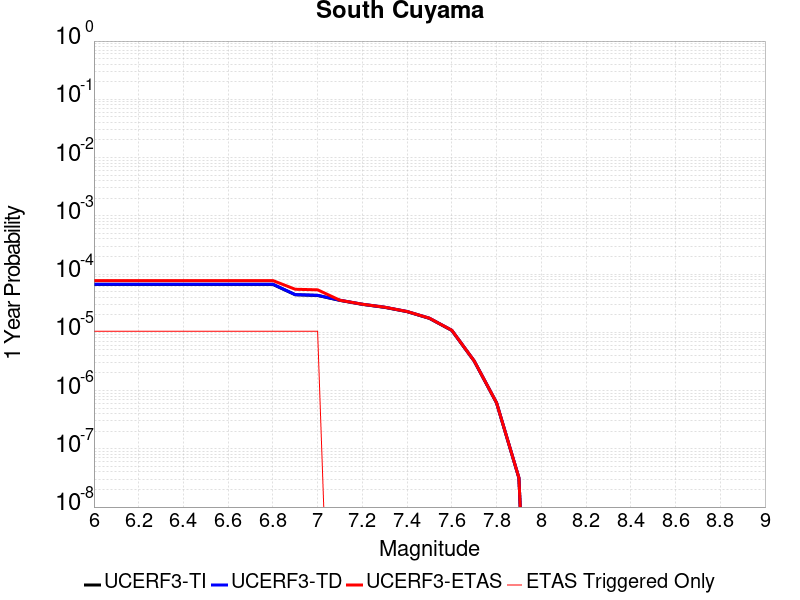 South Cuyama
10^0
10^-1
10^-2
10^-3
10^-4
10^-5
10^-6
10^-7
10^-8
1 Year Probability
6 6.2 6.4 6.6 6.8 7 7.2 7.4 7.6 7.8 8 8.2 8.4 8.6 8.8 9
Magnitude
UCERF3-TI UCERF3-TD UCERF3-ETAS ETAS Triggered Only